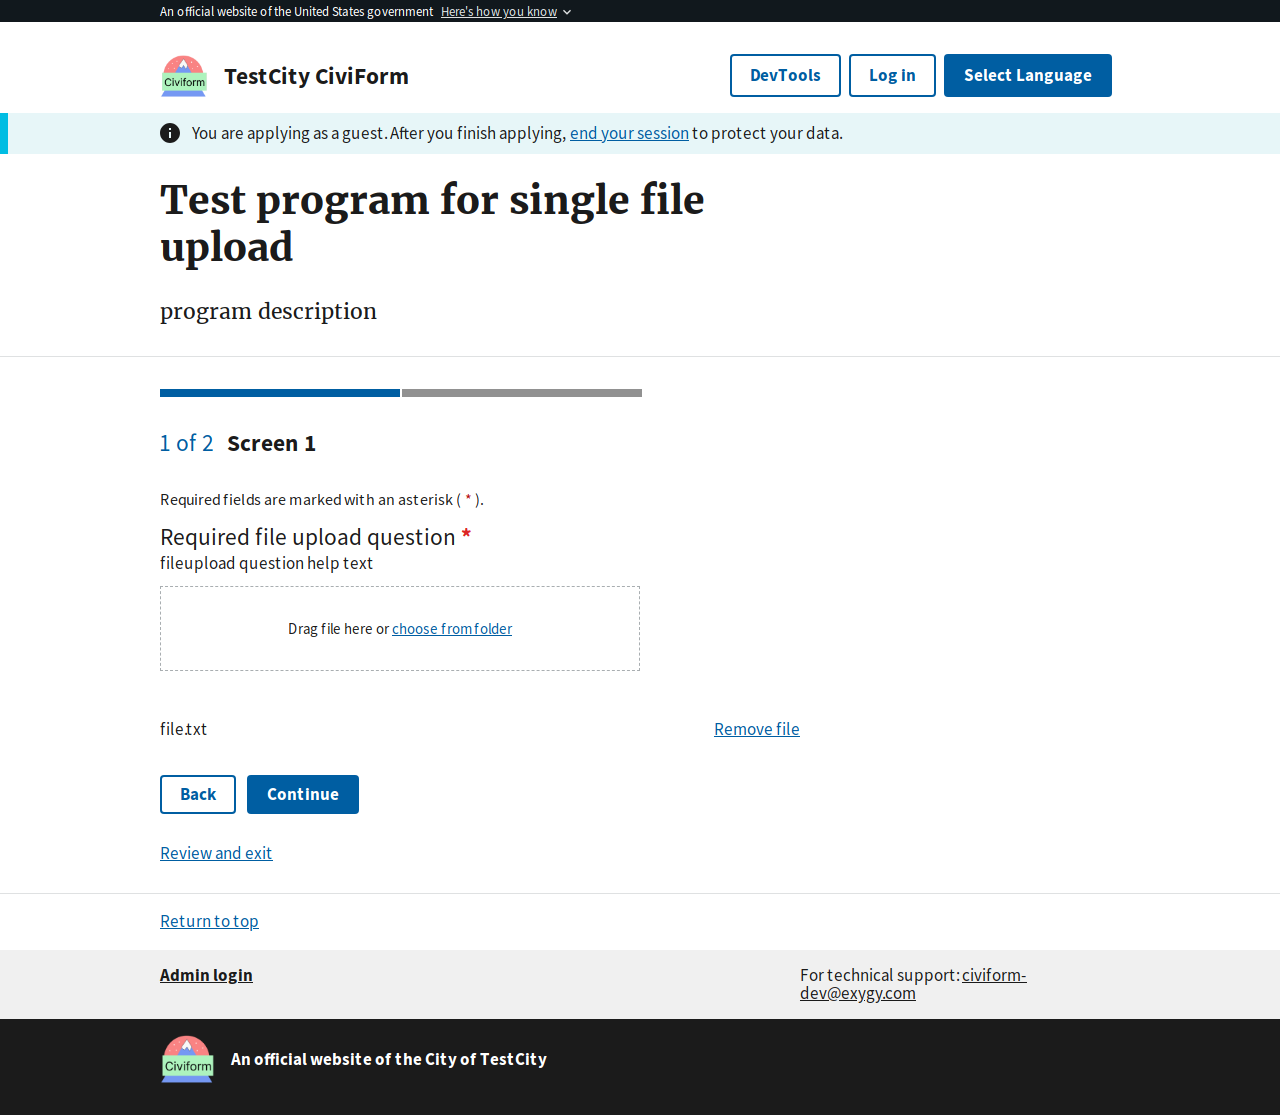 An official website of the United States government Here's how you know
Civiform
TestCity CiviForm
DevTools
Log in
Select Language
You are applying as a guest. After you finish applying, end your session to protect your data.
Test program for single file
upload
program description
1 of 2 Screen 1
Required fields are marked with an asterisk ( * ).
Required file upload question *
fileupload question help text
Drag file here or choose from folder
file.txt
Remove file
Back
Continue
Review and exit
Return to top
Admin login
For technical support: civiform-
dev@exygy.com
Civiform
An official website of the City of TestCity